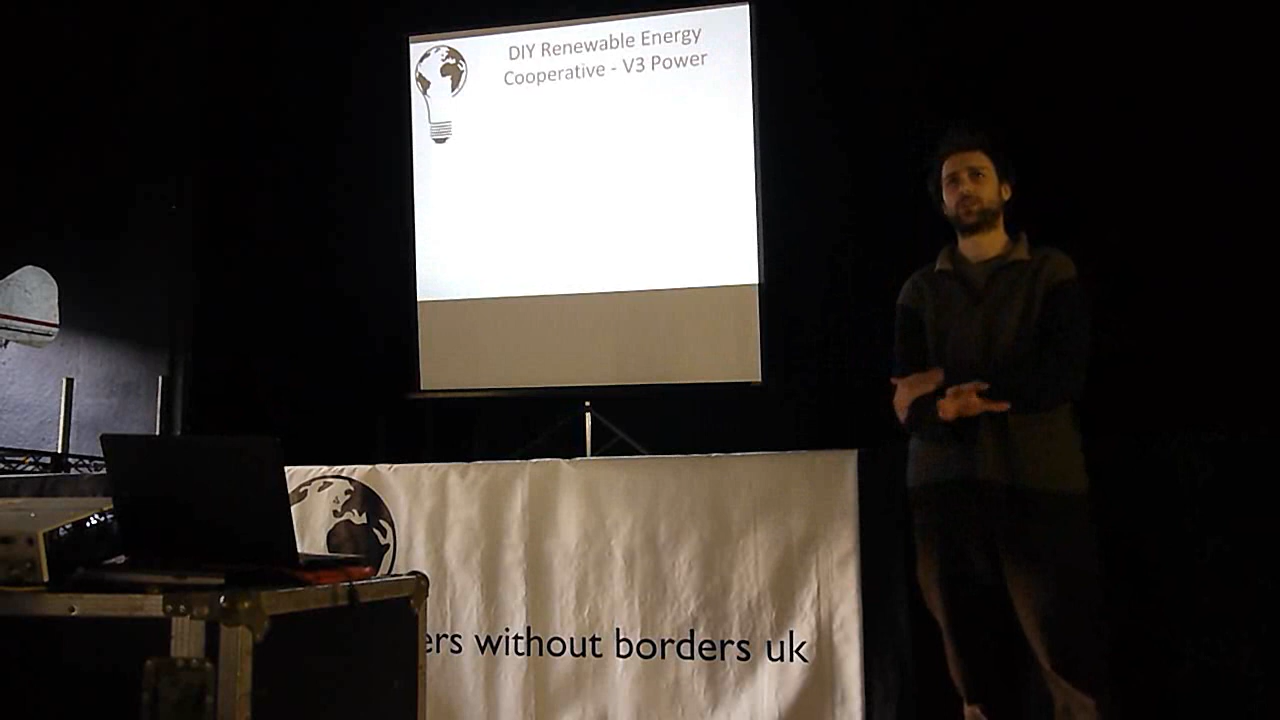 DIY Renewable Energy
Cooperative - V3 Power
ers without borders uk